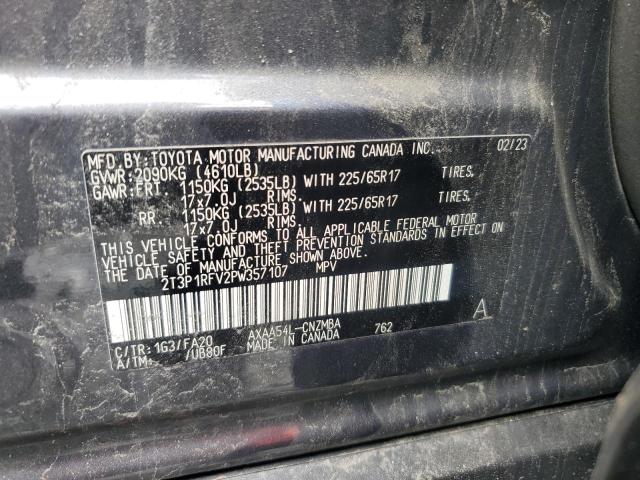 MFD.BY:TOYOTA MOTOR MANUFACTURING CANADA INC. 02/23
GVWR:2090KG (4610LB)
GAWR:FRT 1150KG (2535LB) WITH 225/65R17 TIRES.
17x7.0J RIMS.
RR 1150KG (2535LB) WITH 225/65R17 TIRES.
17x7.0J RIMS.
THIS VEHICLE CONFORMS TO ALL APPLICABLE FEDERAL MOTOR
VEHICLE SAFETY AND THEFT PREVENTION STANDARDS IN EFFECT ON
THE DATE OF MANUFACTURE SHOWN ABOVE.
2T3P1RFV2PW357107 MPV
A
C/TR:1G3/FA20 AXAA54L-CNZMBA 762
A/TM: /UB80F MADE IN CANADA